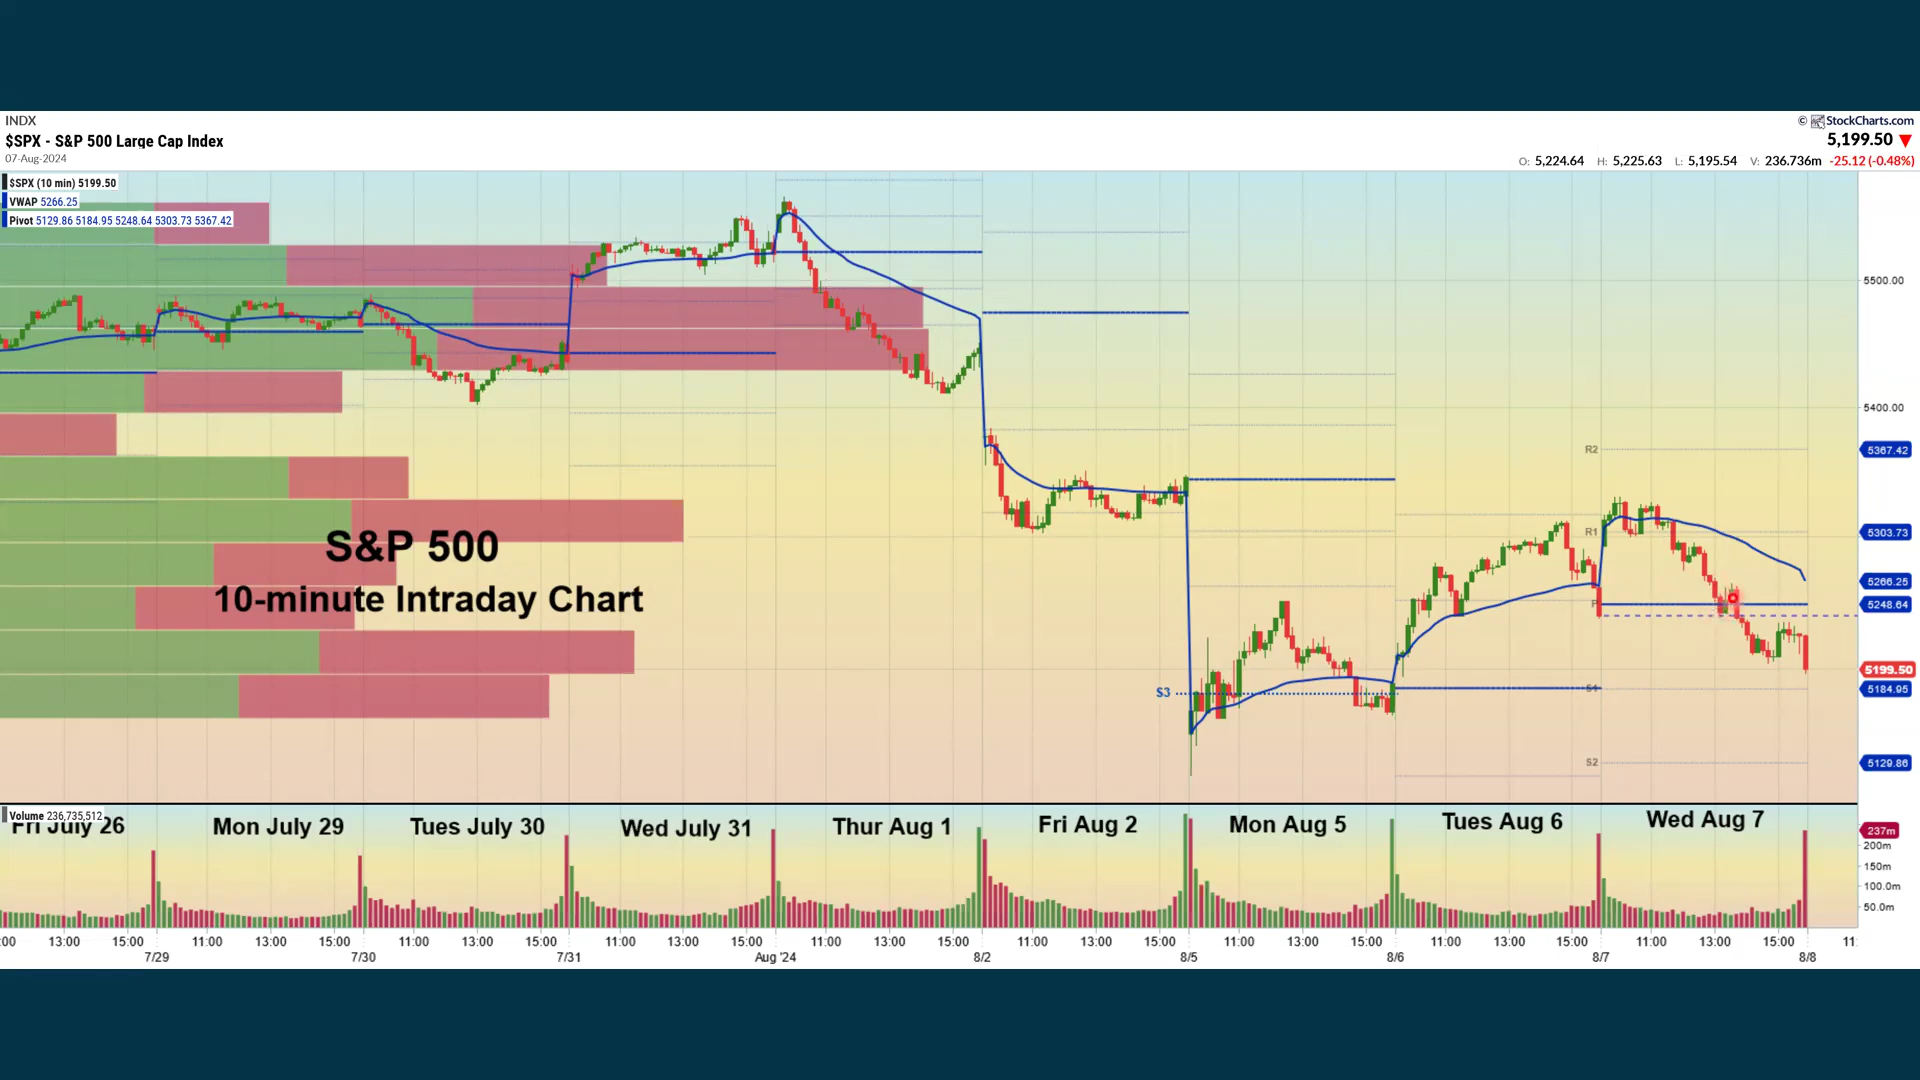 INDX
© StockCharts.com
$SPX - S&P 500 Large Cap Index
5,199.50 ▼
07-Aug-2024
O: 5,224.64 H: 5,225.63 L: 5,195.54 V: 236.736m -25.12 (-0.48%)
$SPX (10 min) 5199.50
VWAP 5266.25
Pivot 5129.86 5184.95 5248.64 5303.73 5367.42
5500.00
5400.00
R2
5367.42
R1
5303.73
S&P 500
10-minute Intraday Chart
5266.25
P
5248.64
5199.50
S3
S1
5184.95
S2
5129.86
Volume 236,735,512
Fri July 26
Mon July 29
Tues July 30
Wed July 31
Thur Aug 1
Fri Aug 2
Mon Aug 5
Tues Aug 6
Wed Aug 7
237m
200m
150m
100.0m
50.0m
:00 13:00 15:00 11:00 13:00 15:00 11:00 13:00 15:00 11:00 13:00 15:00 11:00 13:00 15:00 11:00 13:00 15:00 11:00 13:00 15:00 11:00 13:00 15:00 11:00 13:00 15:00 11:
7/29 7/30 7/31 Aug '24 8/2 8/5 8/6 8/7 8/8